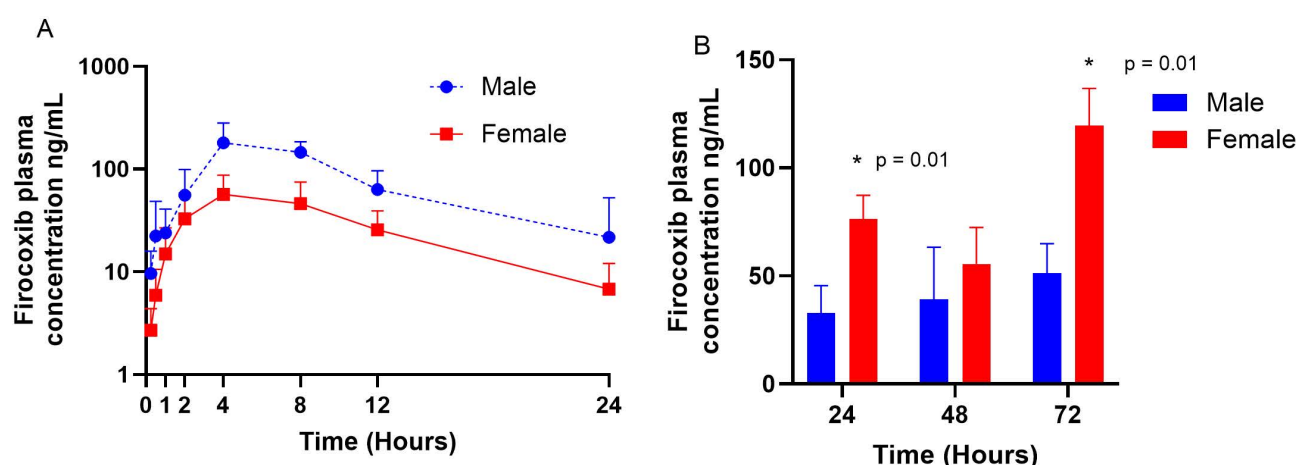 A
Firocoxib plasma
concentration ng/mL
1000
100
10
1
0 1 2 4 8 12 24
Time (Hours)
Male
Female
B
Firocoxib plasma
concentration ng/mL
150
100
50
0
24 48 72
Time (Hours)
* p = 0.01
* p = 0.01
Male
Female